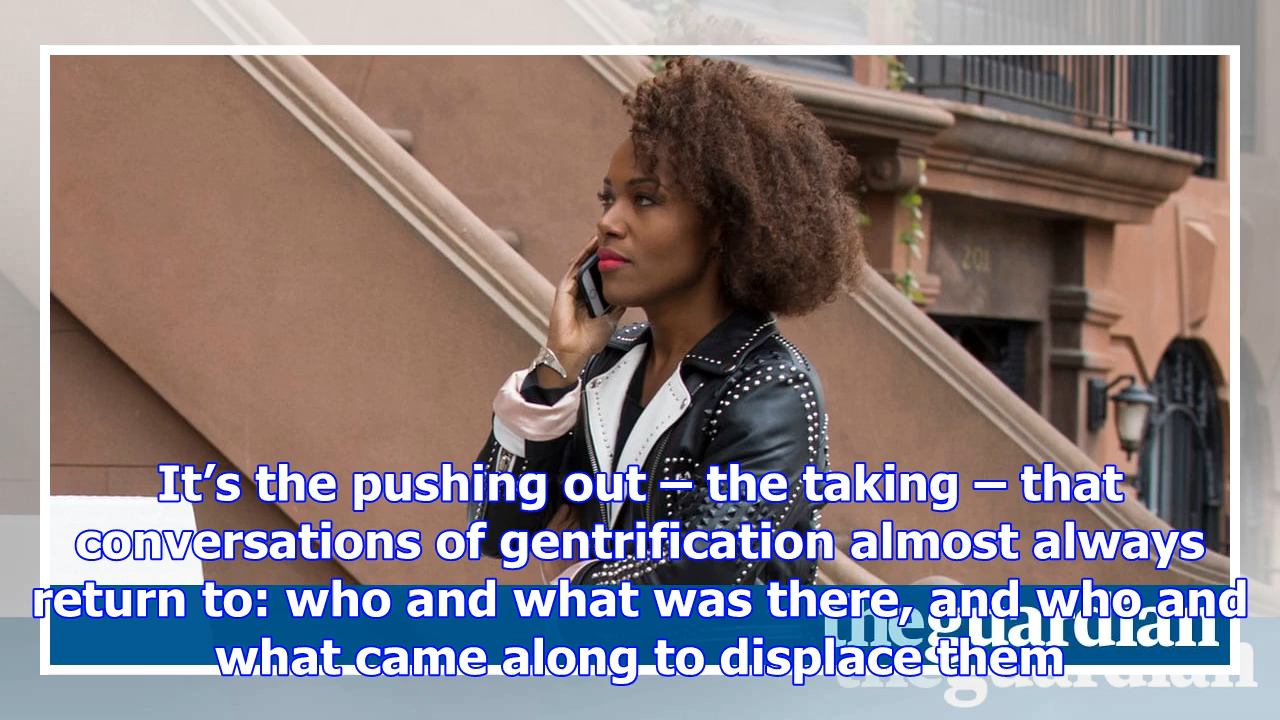 201
It’s the pushing out – the taking – that
conversations of gentrification almost always
return to: who and what was there, and who and
what came along to displace them
theguardian
theguardian